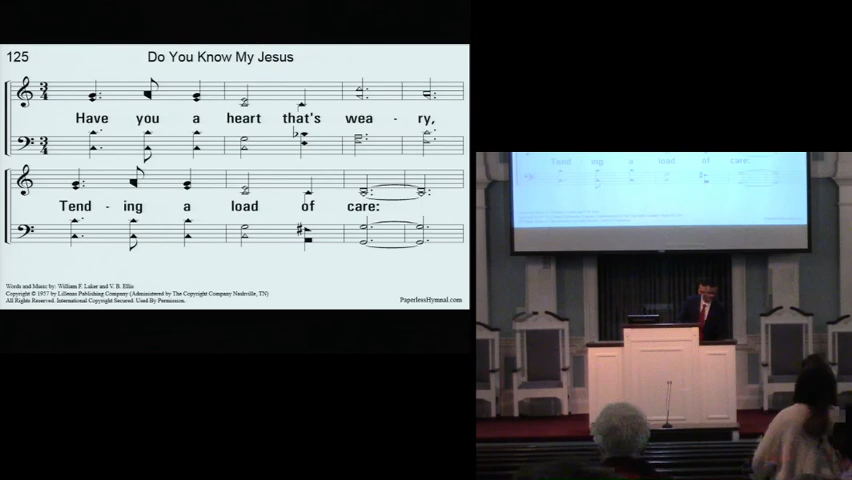 125
Do You Know My Jesus
Have you a heart that's wea - ry,
Tend - ing a load of care:
Words and Music by: William F. Lakey and V. B. Ellis
Copyright © 1957 by Lillenas Publishing Company (Administered by The Copyright Company Nashville, TN)
All Rights Reserved. International Copyright Secured. Used By Permission.
PaperlessHymnal.com
Tend - ing a load of care: